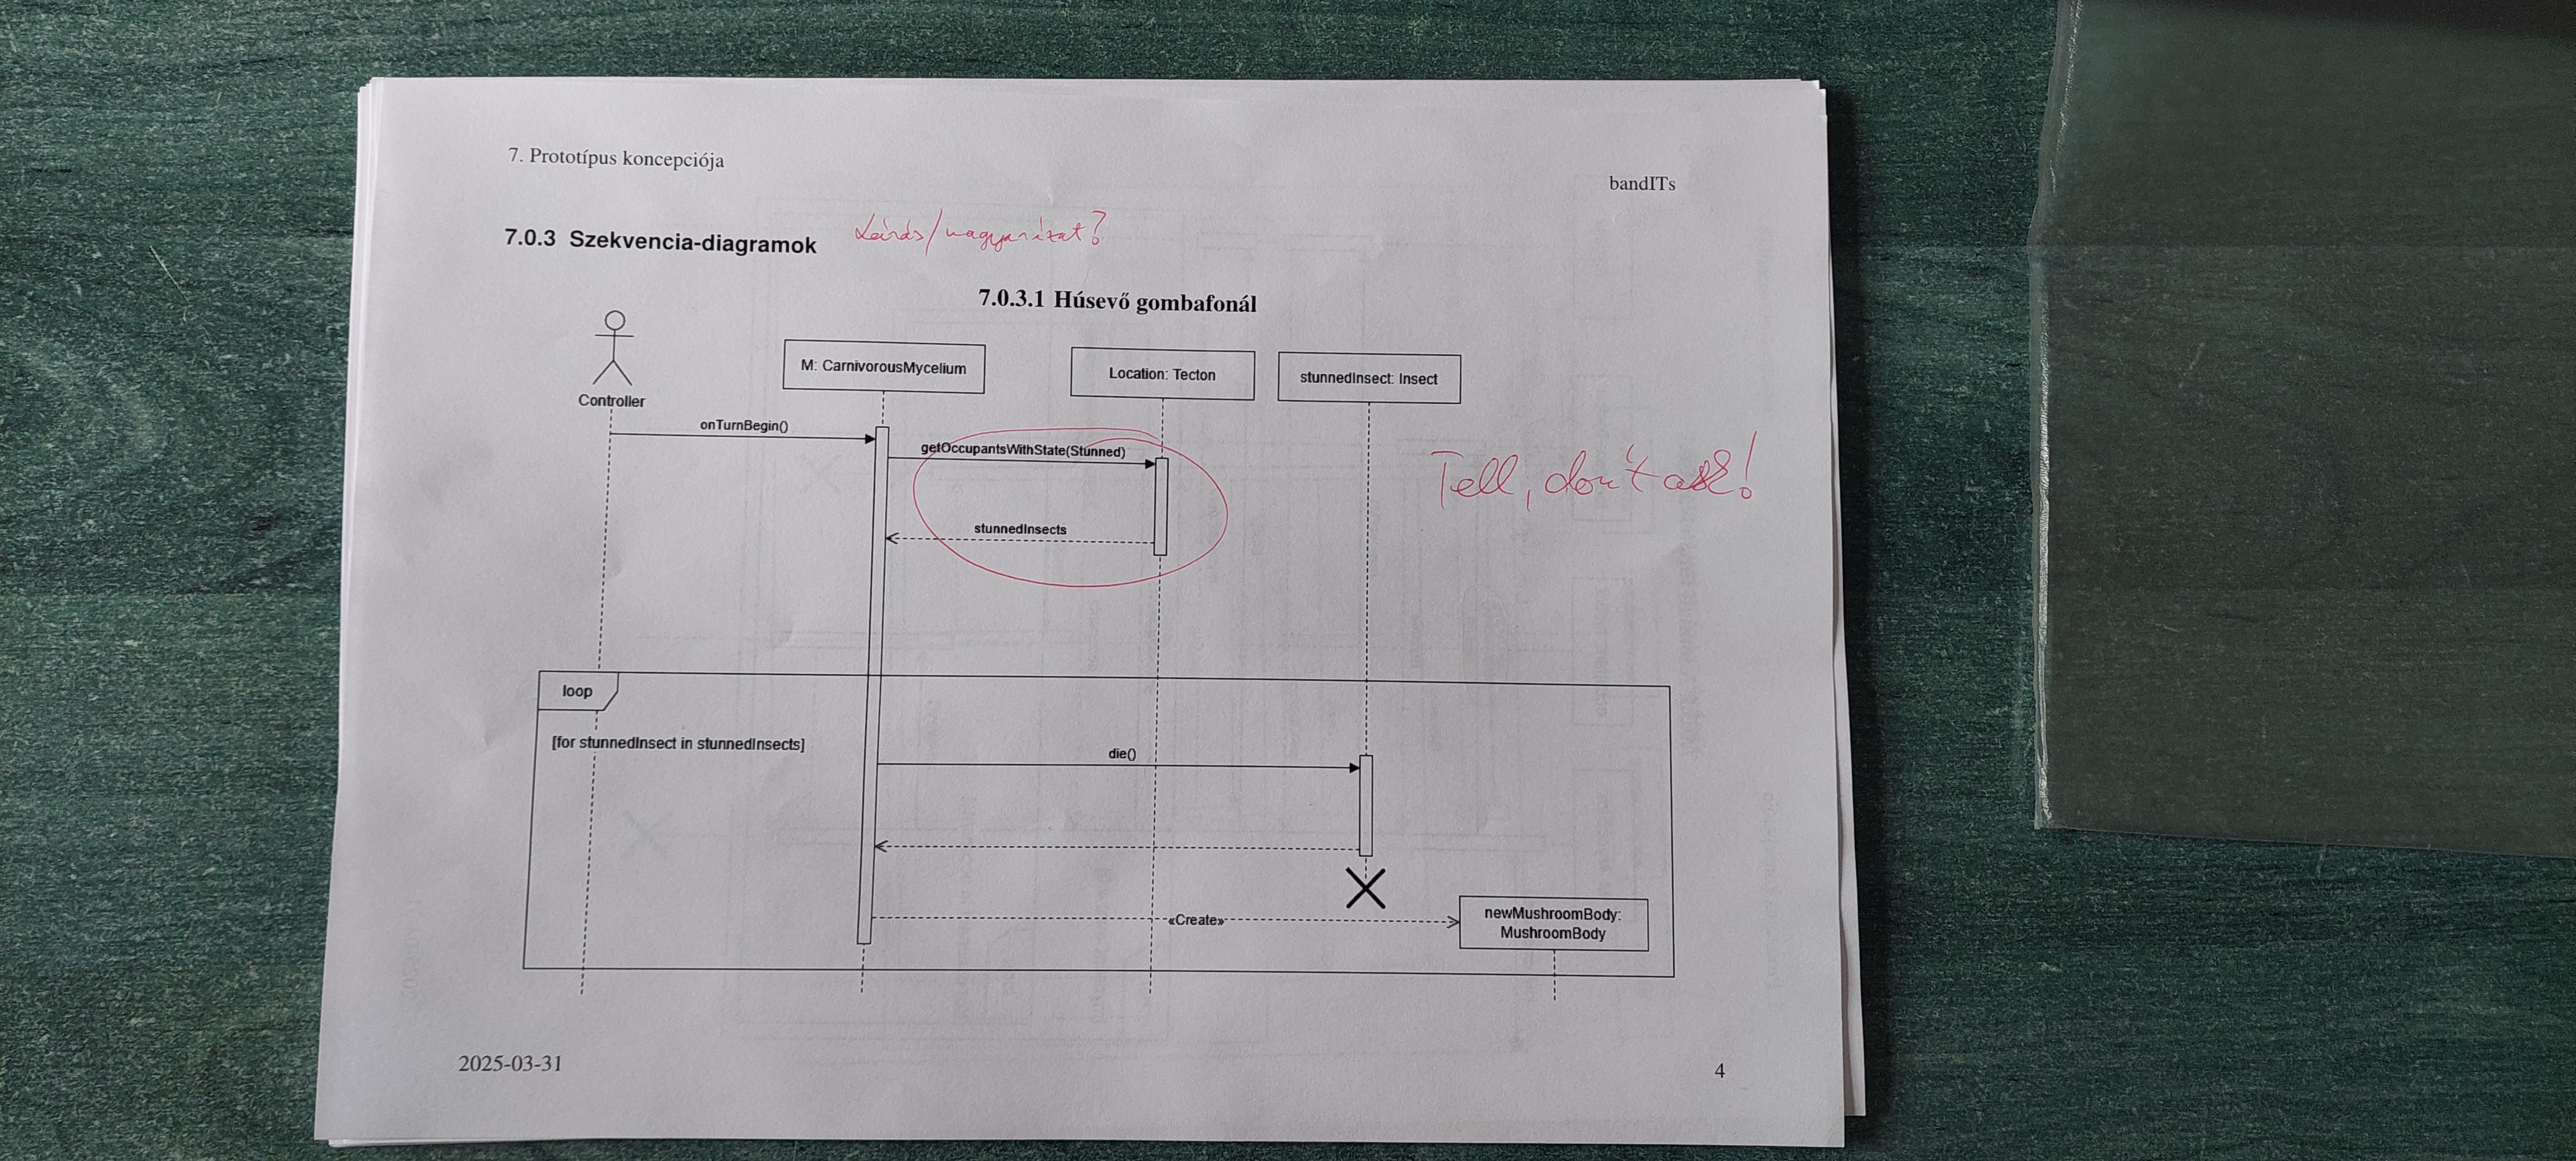 7. Prototípus koncepciója
bandITs
7.0.3 Szekvencia-diagramok
Leírás/magyarázat?
7.0.3.1 Húsevő gombafonál
Controller
M: CarnivorousMycelium
Location: Tecton
stunnedInsect: Insect
onTurnBegin()
getOccupantsWithState(Stunned)
stunnedInsects
Tell, don't ask!
loop
[for stunnedInsect in stunnedInsects]
die()
«Create»
newMushroomBody:
MushroomBody
2025-03-31
4